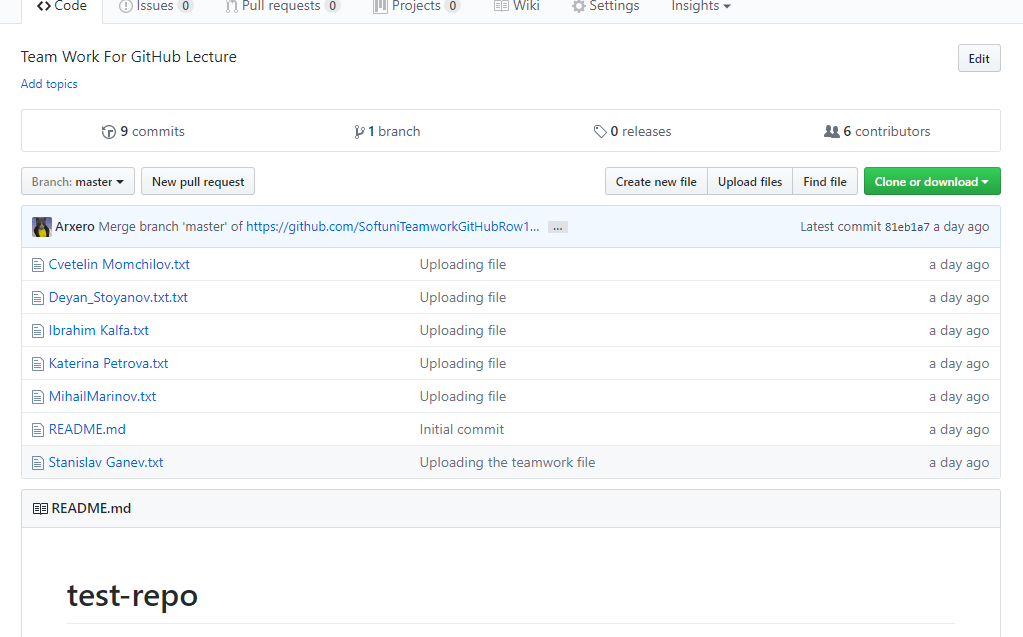 Code Issues 0 Pull requests 0 Projects 0 Wiki Settings Insights
Team Work For GitHub Lecture
Edit
Add topics
9 commits 1 branch 0 releases 6 contributors
Branch: master New pull request Create new file Upload files Find file Clone or download
Arxero Merge branch 'master' of https://github.com/SoftuniTeamworkGitHubRow1... ... Latest commit 81eb1a7 a day ago
Cvetelin Momchilov.txt Uploading file a day ago
Deyan_Stoyanov.txt.txt Uploading file a day ago
Ibrahim Kalfa.txt Uploading file a day ago
Katerina Petrova.txt Uploading file a day ago
MihailMarinov.txt Uploading file a day ago
README.md Initial commit a day ago
Stanislav Ganev.txt Uploading the teamwork file a day ago
README.md
test-repo